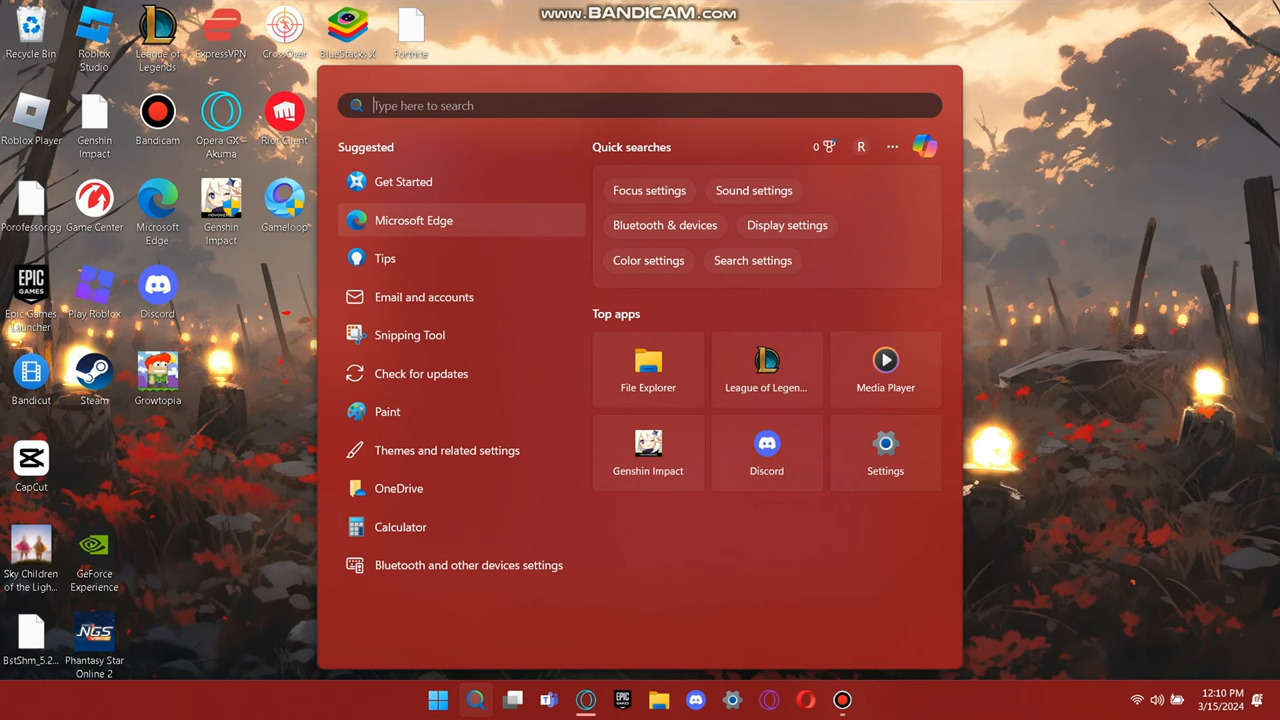 www.BANDICAM.com
Recycle Bin
Roblox
Studio
League of
Legends
ExpressVPN
CrossOver
BlueStacks X
Fortnite
Roblox Player
Genshin
Impact
Bandicam
Opera GX -
Akuma
Riot Client
Porofessor.gg
Game Center
Microsoft
Edge
Genshin
Impact
Gameloop
EPIC
GAMES
Epic Games
Launcher
Play Roblox
Discord
Bandicut
Steam
Growtopia
CapCut
Sky Children
of the Ligh...
GeForce
Experience
BstShm_5.2...
NGS
Phantasy Star
Online 2
Type here to search
Suggested
Get Started
Microsoft Edge
Tips
Email and accounts
Snipping Tool
Check for updates
Paint
Themes and related settings
OneDrive
Calculator
Bluetooth and other devices settings
Quick searches
0
R
Focus settings
Sound settings
Bluetooth & devices
Display settings
Color settings
Search settings
Top apps
File Explorer
League of Legen...
Media Player
Genshin Impact
Discord
Settings
EPIC
12:10 PM
3/15/2024